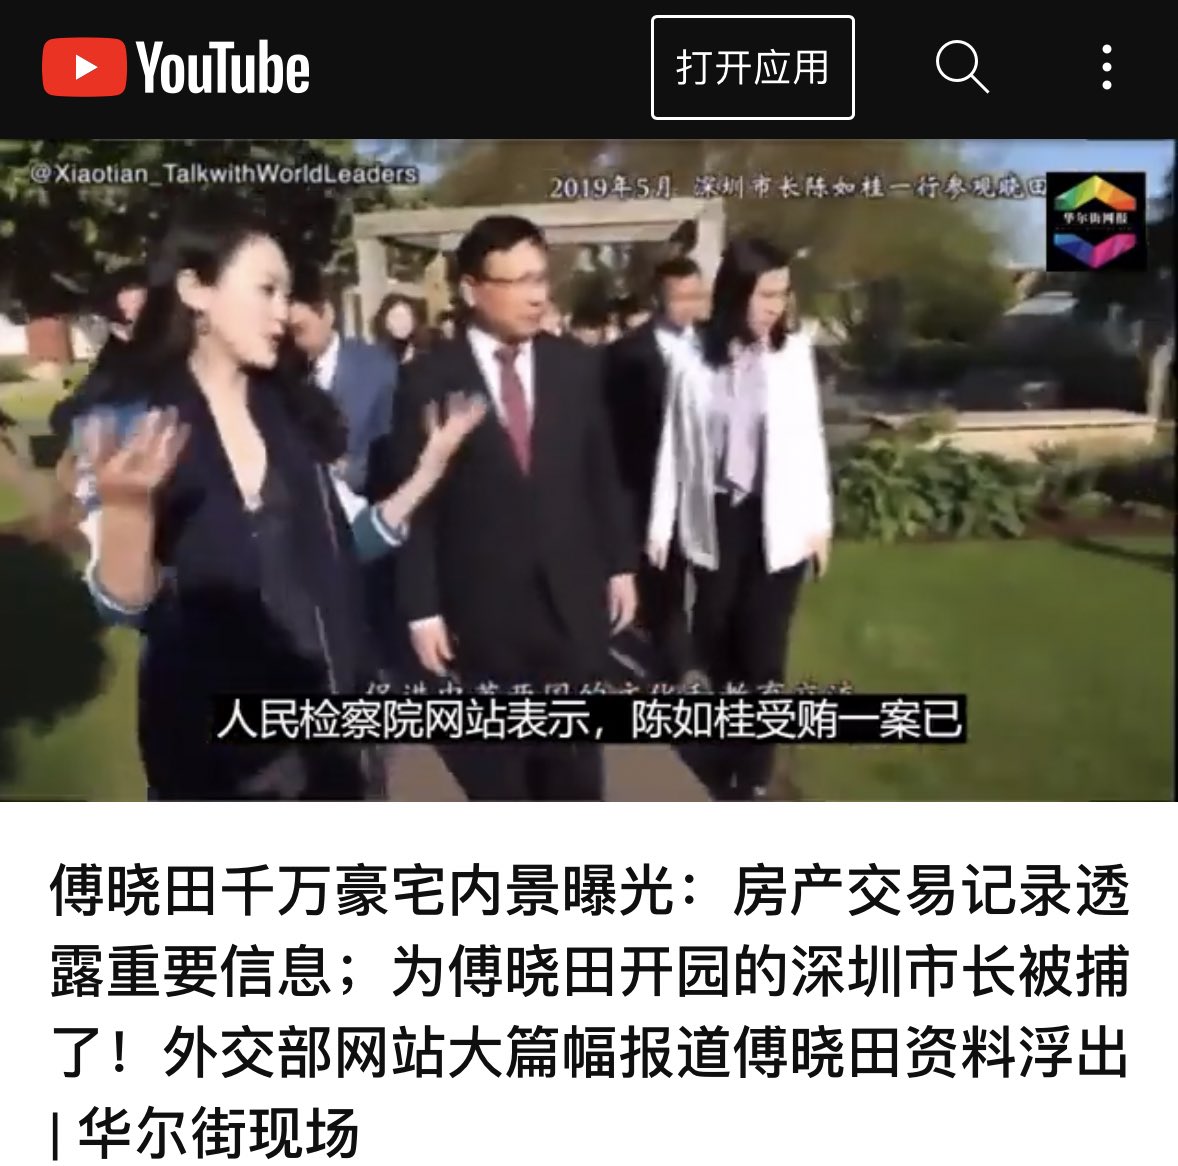 YouTube
打开应用
@Xiaotian_TalkwithWorldLeaders
2019年5月 深圳市长陈如桂一行参观晓田
华尔街网报
人民检察院网站表示，陈如桂受贿一案已
傅晓田千万豪宅内景曝光：房产交易记录透
露重要信息；为傅晓田开园的深圳市长被捕
了！外交部网站大篇幅报道傅晓田资料浮出
| 华尔街现场